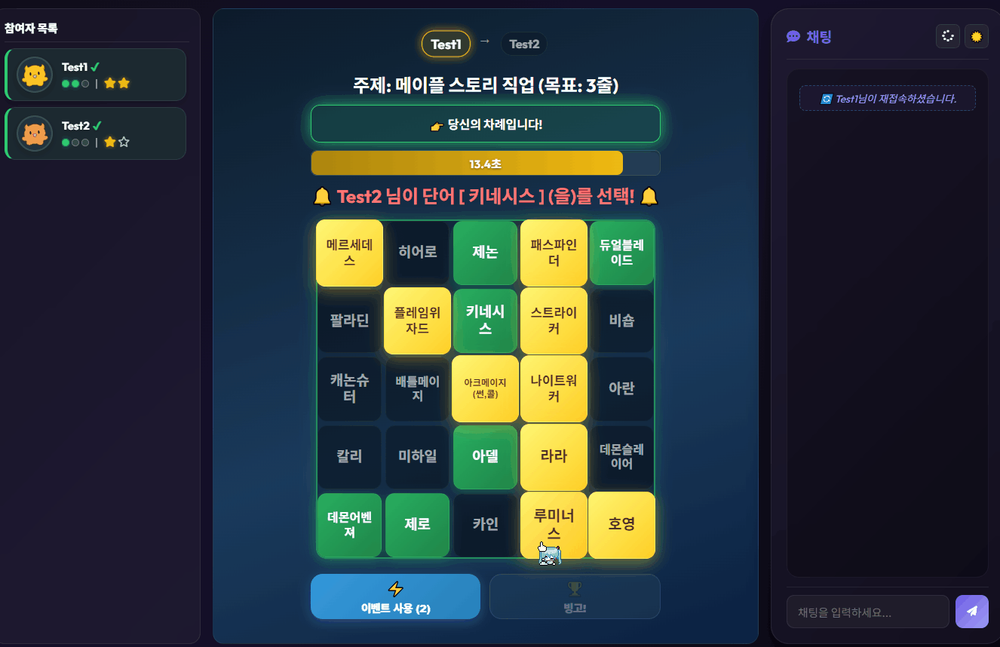 참여자 목록
Test1
Test2
Test1 → Test2
주제: 메이플 스토리 직업 (목표: 3줄)
당신의 차례입니다!
13.4초
Test2 님이 단어 [ 키네시스 ] (을)를 선택!
메르세데
스
히어로
제논
패스파인
더
듀얼블레
이드
팔라딘
플레임위
자드
키네시
스
스트라이
커
비숍
캐논슈
터
배틀메이
지
아크메이지
(썬,콜)
나이트워
커
아란
칼리
미하일
아델
라라
데몬슬레
이어
데몬어벤
져
제로
카인
루미너
스
호영
이벤트 사용 (2)
빙고!
채팅
Test1님이 재접속하셨습니다.
채팅을 입력하세요...